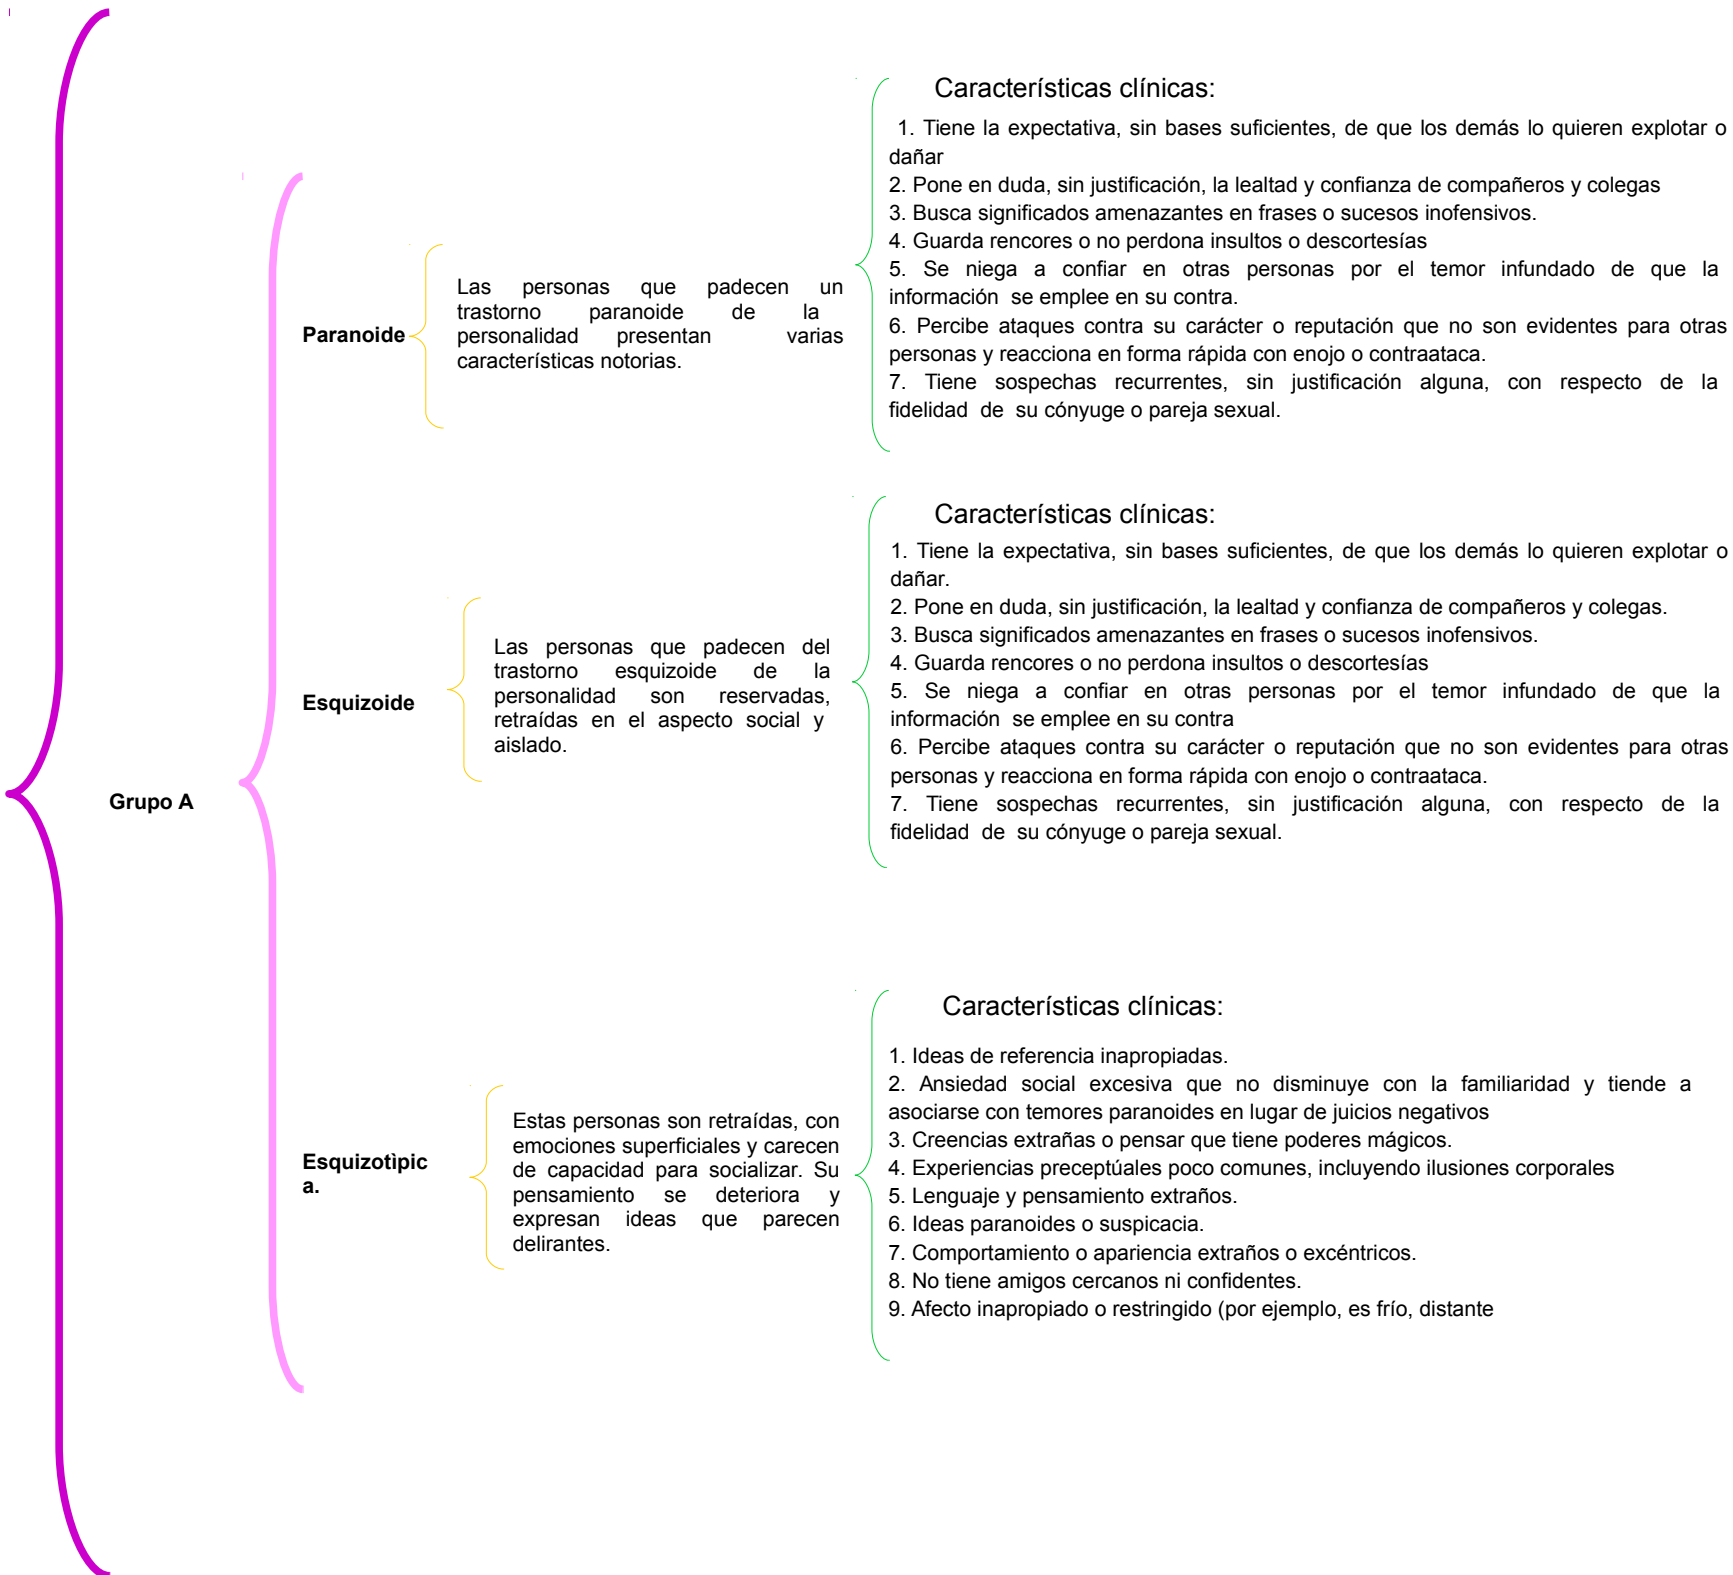 Grupo A
Paranoide
Las personas que padecen un
trastorno paranoide de la
personalidad presentan varias
características notorias.
Características clínicas:
1. Tiene la expectativa, sin bases suficientes, de que los demás lo quieren explotar o
dañar
2. Pone en duda, sin justificación, la lealtad y confianza de compañeros y colegas
3. Busca significados amenazantes en frases o sucesos inofensivos.
4. Guarda rencores o no perdona insultos o descortesías
5. Se niega a confiar en otras personas por el temor infundado de que la
información se emplee en su contra.
6. Percibe ataques contra su carácter o reputación que no son evidentes para otras
personas y reacciona en forma rápida con enojo o contraataca.
7. Tiene sospechas recurrentes, sin justificación alguna, con respecto de la
fidelidad de su cónyuge o pareja sexual.
Esquizoide
Las personas que padecen del
trastorno esquizoide de la
personalidad son reservadas,
retraídas en el aspecto social y
aislado.
Características clínicas:
1. Tiene la expectativa, sin bases suficientes, de que los demás lo quieren explotar o
dañar.
2. Pone en duda, sin justificación, la lealtad y confianza de compañeros y colegas.
3. Busca significados amenazantes en frases o sucesos inofensivos.
4. Guarda rencores o no perdona insultos o descortesías
5. Se niega a confiar en otras personas por el temor infundado de que la
información se emplee en su contra
6. Percibe ataques contra su carácter o reputación que no son evidentes para otras
personas y reacciona en forma rápida con enojo o contraataca.
7. Tiene sospechas recurrentes, sin justificación alguna, con respecto de la
fidelidad de su cónyuge o pareja sexual.
Esquizotìpic
a.
Estas personas son retraídas, con
emociones superficiales y carecen
de capacidad para socializar. Su
pensamiento se deteriora y
expresan ideas que parecen
delirantes.
Características clínicas:
1. Ideas de referencia inapropiadas.
2. Ansiedad social excesiva que no disminuye con la familiaridad y tiende a
asociarse con temores paranoides en lugar de juicios negativos
3. Creencias extrañas o pensar que tiene poderes mágicos.
4. Experiencias preceptúales poco comunes, incluyendo ilusiones corporales
5. Lenguaje y pensamiento extraños.
6. Ideas paranoides o suspicacia.
7. Comportamiento o apariencia extraños o excéntricos.
8. No tiene amigos cercanos ni confidentes.
9. Afecto inapropiado o restringido (por ejemplo, es frío, distante